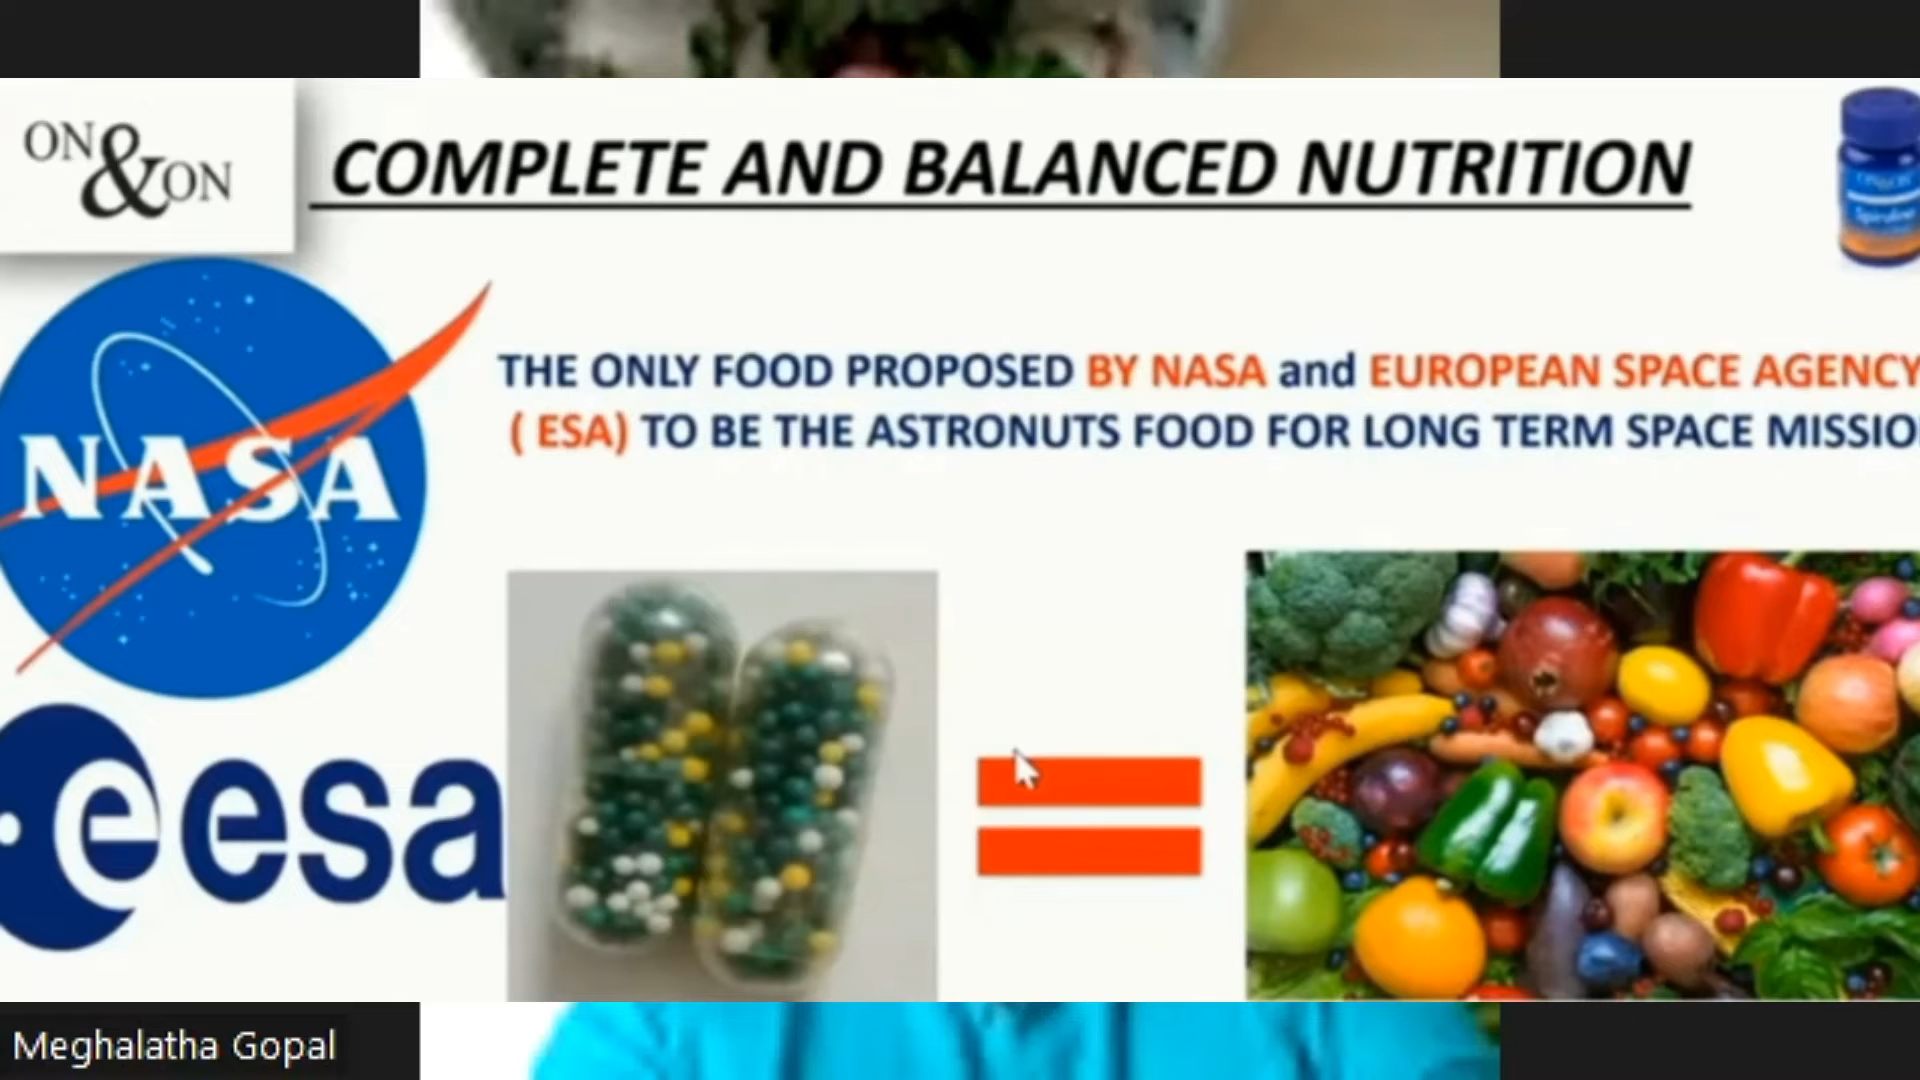 ON & ON
COMPLETE AND BALANCED NUTRITION
NASA
THE ONLY FOOD PROPOSED BY NASA and EUROPEAN SPACE AGENCY
( ESA) TO BE THE ASTRONUTS FOOD FOR LONG TERM SPACE MISSIO
esa
Meghalatha Gopal